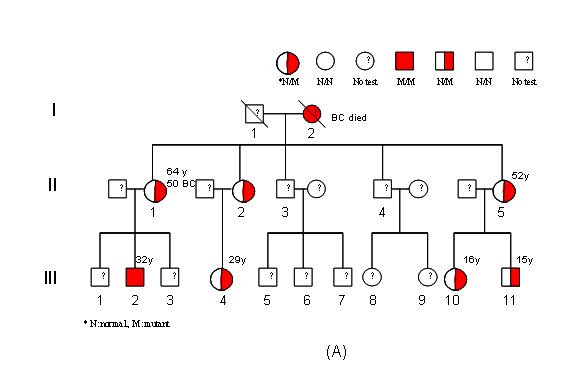 ? ?
*N/M N/N No test. M/M N/M N/N No test.
I
? ? BC died
1 2
64 y
50 BC
52y
II
? ? ? ? ? ? ?
1 2 3 4 5
32y 29y 16y 15y
III
? ? ? ? ? ? ?
1 2 3 4 5 6 7 8 9 10 11
* N:normal, M:mutant
(A)